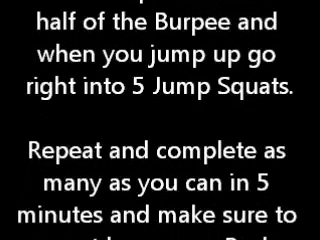 half of the Burpee and
when you jump up go
right into 5 Jump Squats.
Repeat and complete as
many as you can in 5
minutes and make sure to